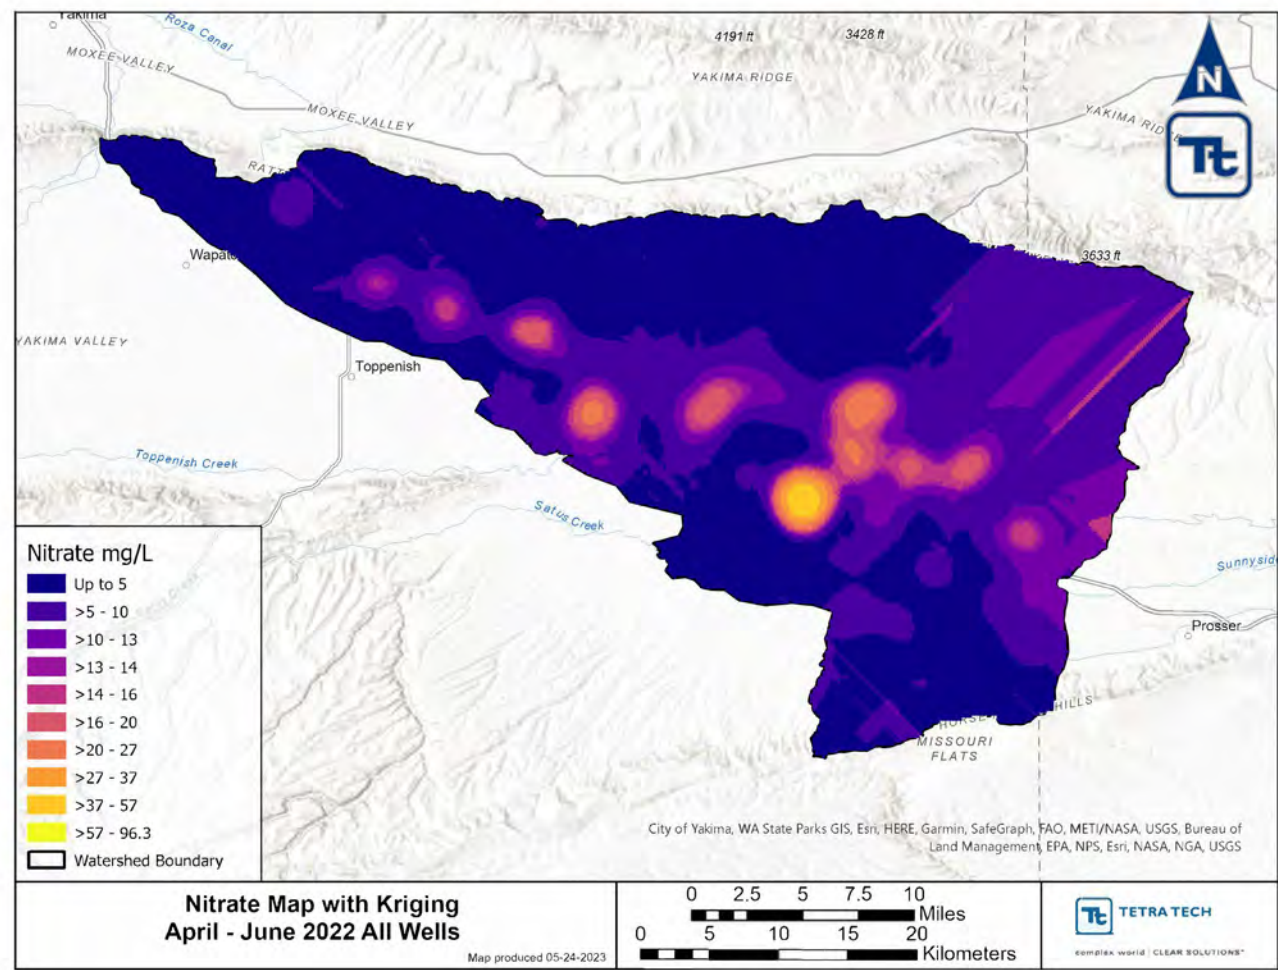 Yakima
Roza Canal
MOXEE VALLEY
4191 ft
3428 ft
YAKIMA RIDGE
MOXEE VALLEY
YAKIMA RIDGE
N
Tt
RATT
Wapato
3633 ft
YAKIMA VALLEY
Toppenish
Toppenish Creek
Satus Creek
Sunnyside
Prosser
HORSE
HILLS
MISSOURI
FLATS
Nitrate mg/L
Up to 5
>5 - 10
>10 - 13
>13 - 14
>14 - 16
>16 - 20
>20 - 27
>27 - 37
>37 - 57
>57 - 96.3
Watershed Boundary
City of Yakima, WA State Parks GIS, Esri, HERE, Garmin, SafeGraph, FAO, METI/NASA, USGS, Bureau of
Land Management, EPA, NPS, Esri, NASA, NGA, USGS
Nitrate Map with Kriging
April - June 2022 All Wells
Map produced 05-24-2023
0 2.5 5 7.5 10
Miles
0 5 10 15 20
Kilometers
Tt TETRA TECH
complex world | CLEAR SOLUTIONS™